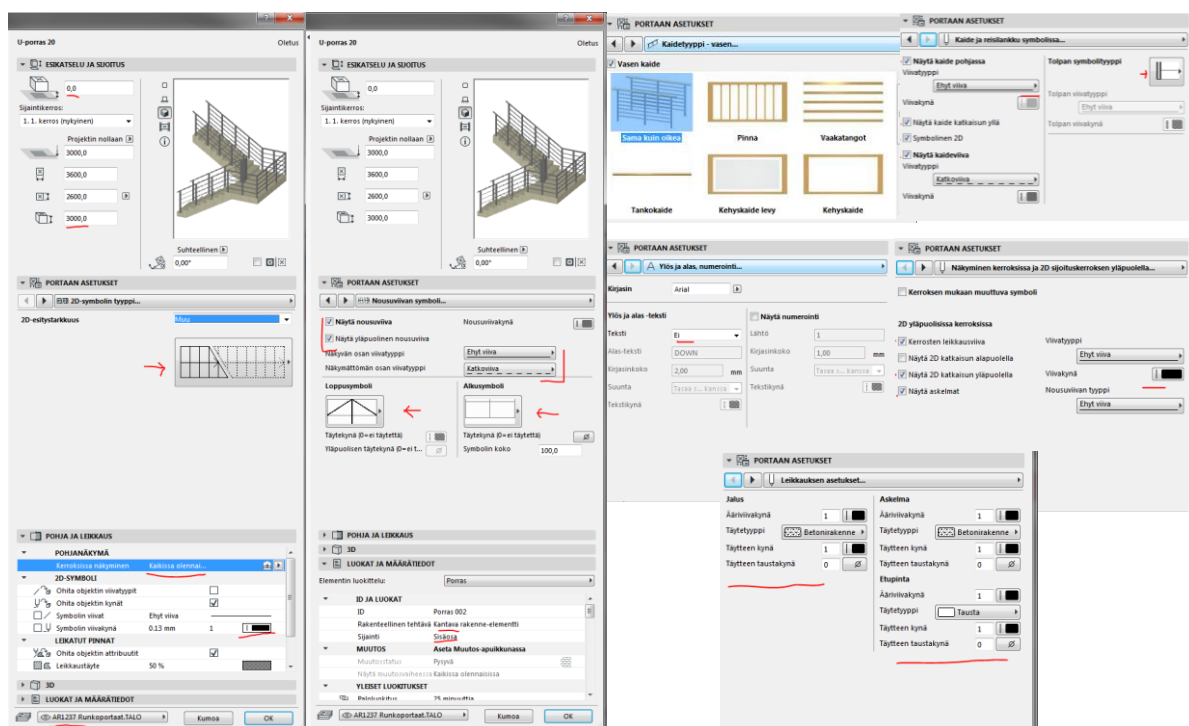 U-porras 20
Oletus
ESIKATSELU JA SIJOITUS
0,0
Sijaintikerros:
1. 1. kerros (nykyinen)
Projektin nollaan
3000,0
3600,0
2600,0
3000,0
Suhteellinen
0,00°
PORTAAN ASETUKSET
2D-symbolin tyyppi...
2D-esitystarkkuus
Muu
POHJA JA LEIKKAUS
POHJANÄKYMÄ
Kerroksissa näkyminen
Kaikissa olennai...
2D-SYMBOLI
Ohita objektin viivatyypit
Ohita objektin kynät
Symbolin viivat
Ehyt viiva
Symbolin viivakynä
0.13 mm
1
LEIKATUT PINNAT
Ohita objektin attribuutit
Leikkaustäyte
50 %
3D
LUOKAT JA MÄÄRÄTIEDOT
AR1237 Runkoportaat.TALO
Kumoa
OK
U-porras 20
Oletus
ESIKATSELU JA SIJOITUS
0,0
Sijaintikerros:
1. 1. kerros (nykyinen)
Projektin nollaan
3000,0
3600,0
2600,0
3000,0
Suhteellinen
0,00°
PORTAAN ASETUKSET
Nousuviivan symboli...
Näytä nousuviiva
Nousuviivakynä
Näytä yläpuolinen nousuviiva
Näkyvän osan viivatyyppi
Ehyt viiva
Näkymättömän osan viivatyyppi
Katkoviiva
Loppusymboli
Alkusymboli
Täytekynä (0=ei täytettä)
Täytekynä (0=ei täytettä)
Yläpuolisen täytekynä (0=ei t...
Symbolin koko
100,0
POHJA JA LEIKKAUS
3D
LUOKAT JA MÄÄRÄTIEDOT
Elementin luokittelu:
Porras
ID JA LUOKAT
ID
Porras 002
Rakenteellinen tehtävä
Kantava rakenne-elementti
Sijainti
Sisäosa
MUUTOS
Aseta Muutos-apuikkunassa
Muutosstatus
Pysyvä
Näytä muutosvaiheessa
Kaikissa olennaisissa
YLEISET LUOKITUKSET
Paloluokitus
25 minuuttia
AR1237 Runkoportaat.TALO
Kumoa
OK
PORTAAN ASETUKSET
Kaidetyyppi - vasen...
Vasen kaide
Sama kuin oikea
Pinna
Vaakatangot
Tankokaide
Kehyskaide levy
Kehyskaide
PORTAAN ASETUKSET
Kaide ja reisilankku symbolissa...
Näytä kaide pohjassa
Tolpan symbolityyppi
Viivatyyppi
Ehyt viiva
Viivakynä
Tolpan viivatyyppi
Ehyt viiva
Näytä kaide katkaisun yllä
Symbolinen 2D
Tolpan viivakynä
Näytä kaideviiva
Viivatyyppi
Katkoviiva
Viivakynä
PORTAAN ASETUKSET
Ylös ja alas, numerointi...
Kirjasin
Arial
Ylös ja alas -teksti
Näytä numerointi
Teksti
Ei
Lähtö
1
Alas-teksti
DOWN
Kirjasinkoko
1,00
mm
Kirjasinkoko
2,00
mm
Suunta
Tasas s... kanssa
Suunta
Tasas s... kanssa
Tekstikynä
Tekstikynä
PORTAAN ASETUKSET
Näkyminen kerroksissa ja 2D sijoituskerroksen yläpuolella...
Kerroksen mukaan muuttuva symboli
2D yläpuolisissa kerroksissa
Kerrosten leikkausviiva
Viivatyyppi
Ehyt viiva
Näytä 2D katkaisun alapuolella
Näytä 2D katkaisun yläpuolella
Viivakynä
Näytä askelmat
Nousuviivan tyyppi
Ehyt viiva
PORTAAN ASETUKSET
Leikkauksen asetukset...
Jalus
Askelma
Ääriviivakynä
1
Ääriviivakynä
1
Täytetyyppi
Betonirakenne
Täytetyyppi
Betonirakenne
Täytteen kynä
1
Täytteen kynä
1
Täytteen taustakynä
0
Täytteen taustakynä
0
Etupinta
Ääriviivakynä
1
Täytetyyppi
Tausta
Täytteen kynä
1
Täytteen taustakynä
0